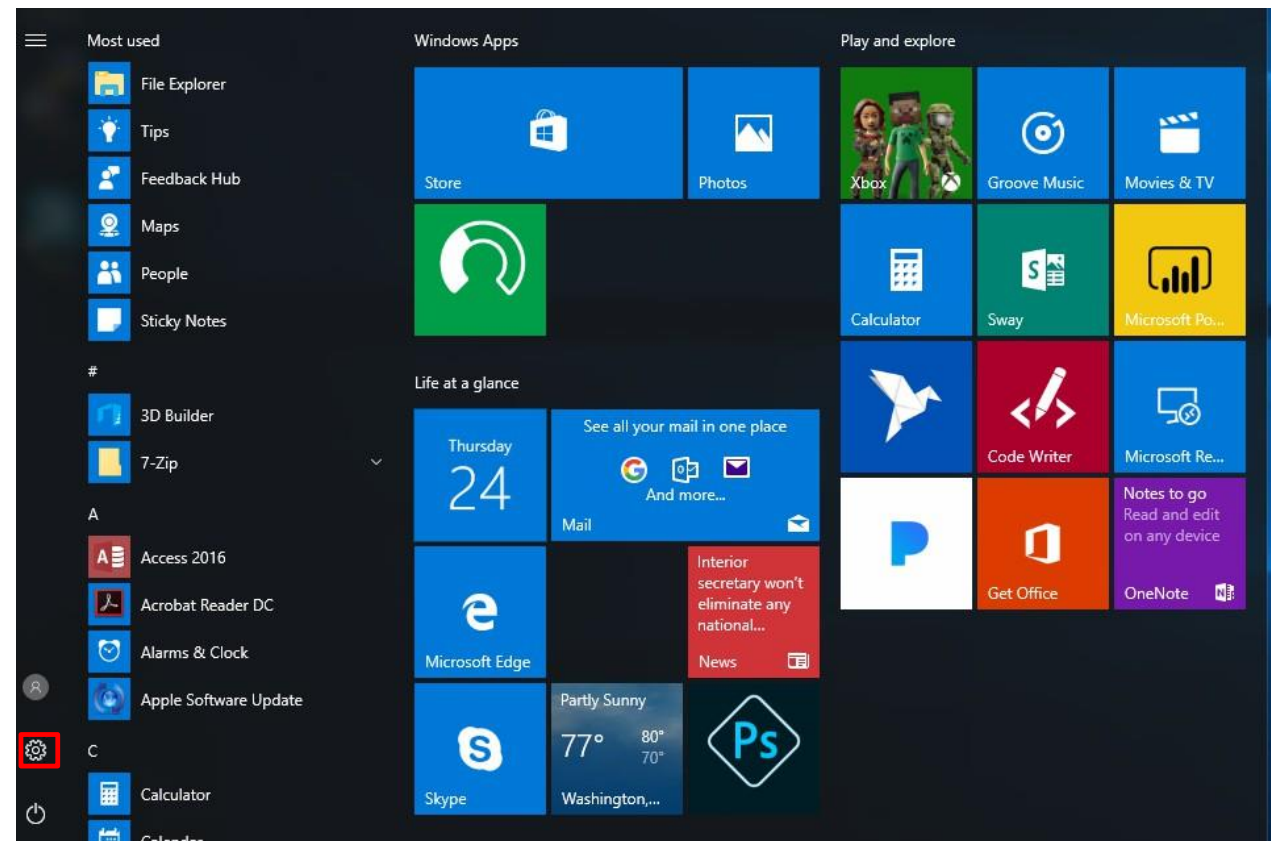 Most used
File Explorer
Tips
Feedback Hub
Maps
People
Sticky Notes
#
3D Builder
7-Zip
A
Access 2016
Acrobat Reader DC
Alarms & Clock
Apple Software Update
C
Calculator
Calendar
Windows Apps
Store
Photos
Life at a glance
Thursday
24
See all your mail in one place
And more...
Mail
Microsoft Edge
Interior
secretary won't
eliminate any
national...
News
Skype
Partly Sunny
77° 80°
70°
Washington,...
Ps
Play and explore
Xbox
Groove Music
Movies & TV
Calculator
S
Sway
Microsoft Po...
Code Writer
Microsoft Re...
Get Office
Notes to go
Read and edit
on any device
OneNote